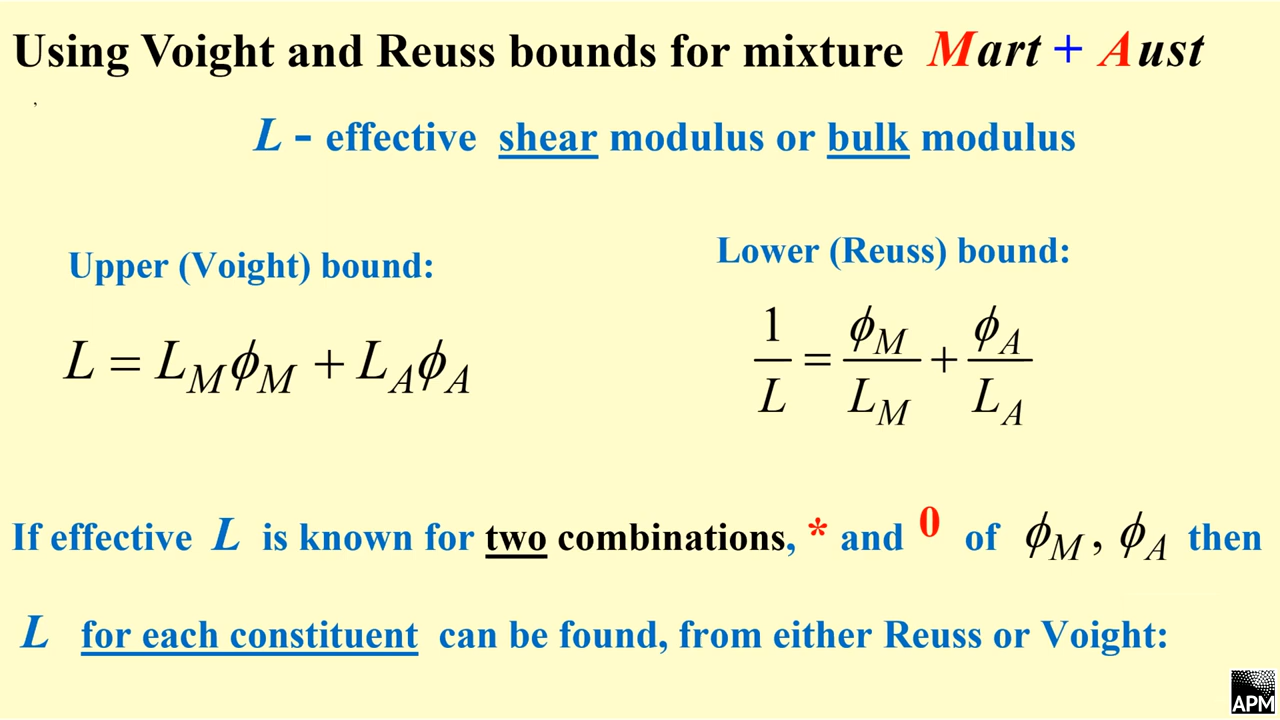 Using Voight and Reuss bounds for mixture Mart + Aust
L - effective shear modulus or bulk modulus
Upper (Voight) bound:
L = L_M ϕ_M + L_A ϕ_A
Lower (Reuss) bound:
1/L = ϕ_M/L_M + ϕ_A/L_A
If effective L is known for two combinations, * and 0 of ϕ_M, ϕ_A then
L for each constituent can be found, from either Reuss or Voight:
APM